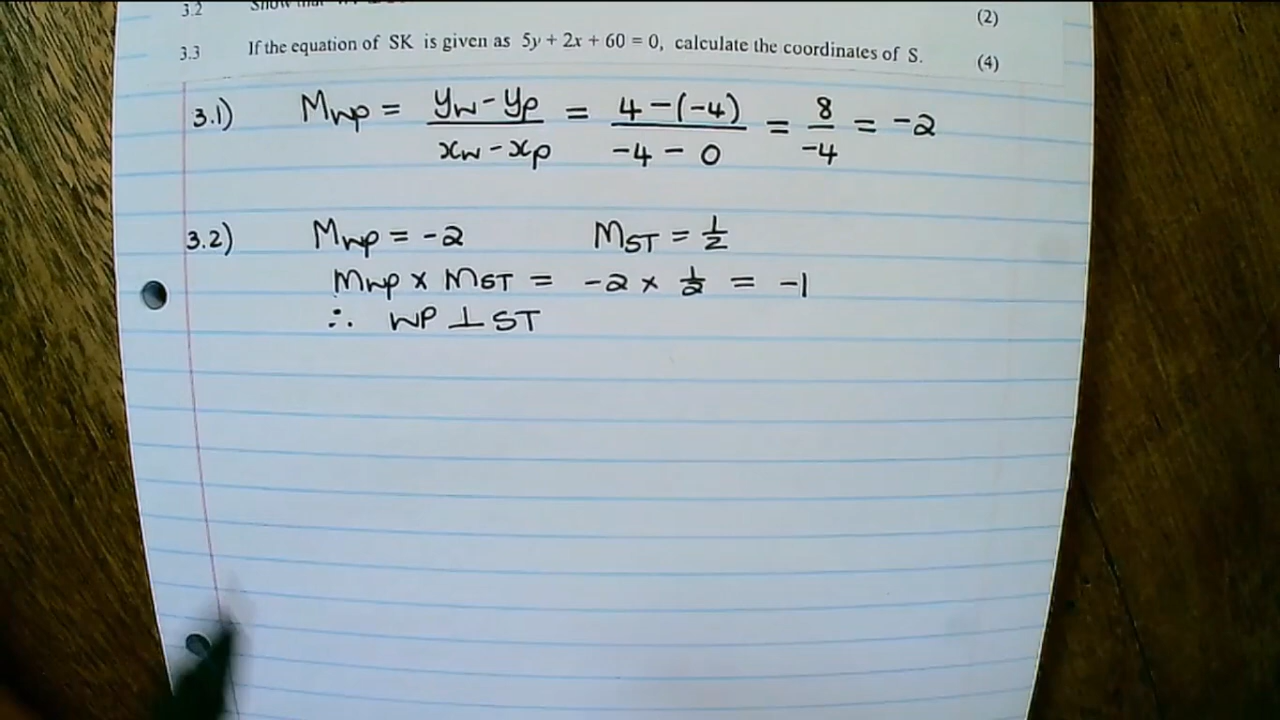 3.2 Show that (2)
3.3 If the equation of SK is given as 5y + 2x + 60 = 0, calculate the coordinates of S. (4)
3.1) MWP = yW - yP / xW - xP = 4 - (-4) / -4 - 0 = 8 / -4 = -2
3.2) MWP = -2 MST = 1/2
MWP × MST = -2 × 1/2 = -1
∴ WP ⊥ ST